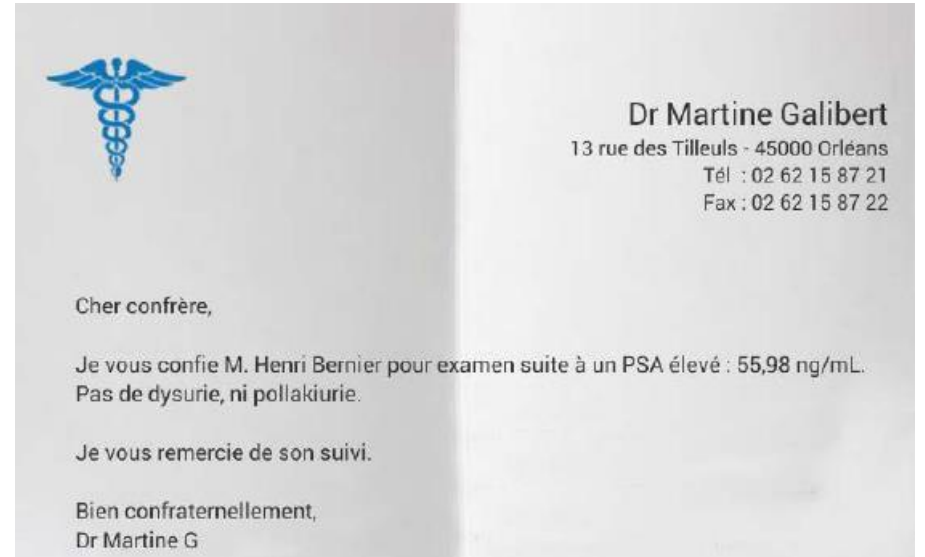 Dr Martine Galibert
13 rue des Tilleuls - 45000 Orléans
Tél : 02 62 15 87 21
Fax : 02 62 15 87 22
Cher confrère,
Je vous confie M. Henri Bernier pour examen suite à un PSA élevé : 55,98 ng/mL.
Pas de dysurie, ni pollakiurie.
Je vous remercie de son suivi.
Bien confraternellement,
Dr Martine G